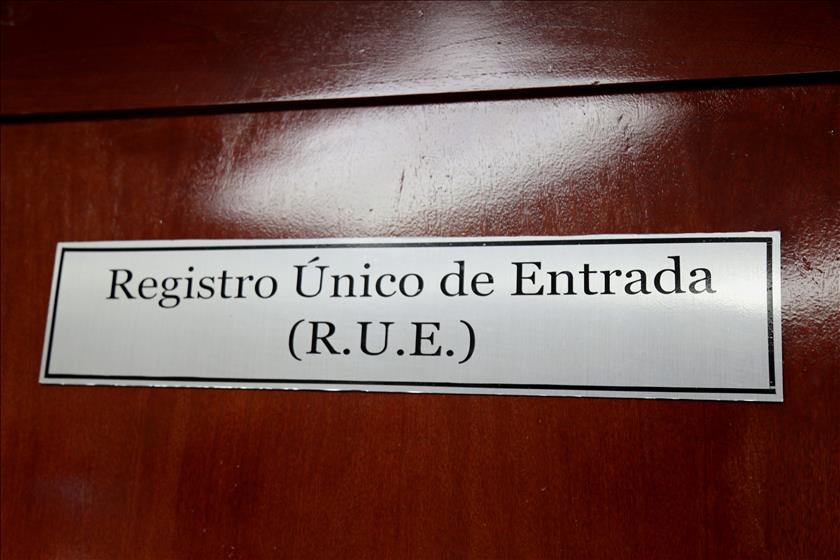 Registro Único de Entrada
(R.U.E.)